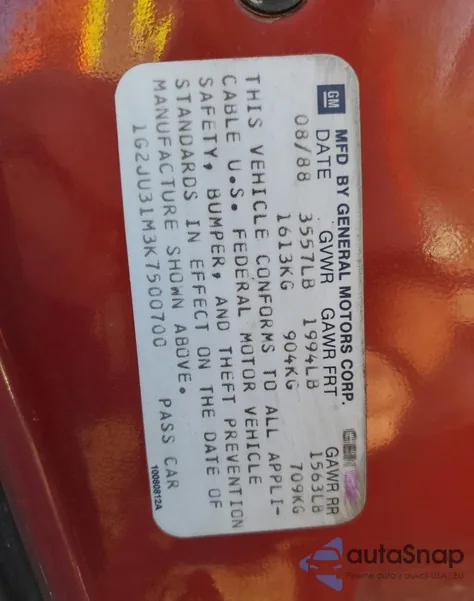 GM MFD BY GENERAL MOTORS CORP.
DATE GVWR GAWR FRT GAWR RR
08/88 3557LB 1994LB 1563LB
1613KG 904KG 709KG
THIS VEHICLE CONFORMS TO ALL APPLI-
CABLE U.S. FEDERAL MOTOR VEHICLE
SAFETY, BUMPER, AND THEFT PREVENTION
STANDARDS IN EFFECT ON THE DATE OF
MANUFACTURE SHOWN ABOVE.
1G2JU31M3K7500700 PASS CAR
10080812A
autoSnap